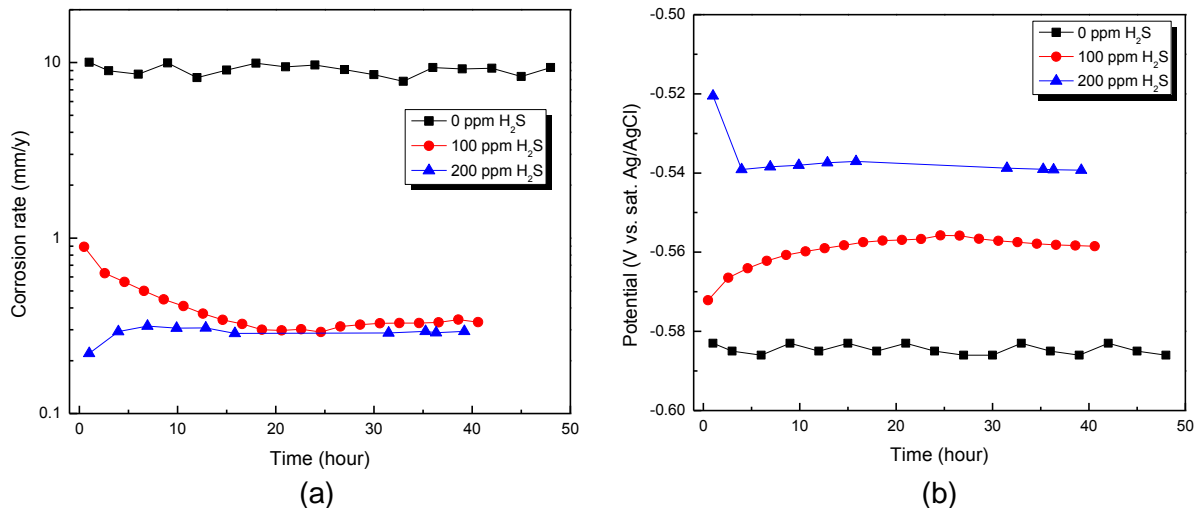 10
1
0.1
Corrosion rate (mm/y)
0 ppm H₂S
100 ppm H₂S
200 ppm H₂S
0 10 20 30 40 50
Time (hour)
(a)
-0.50
-0.52
-0.54
-0.56
-0.58
-0.60
Potential (V vs. sat. Ag/AgCl)
0 ppm H₂S
100 ppm H₂S
200 ppm H₂S
0 10 20 30 40 50
Time (hour)
(b)